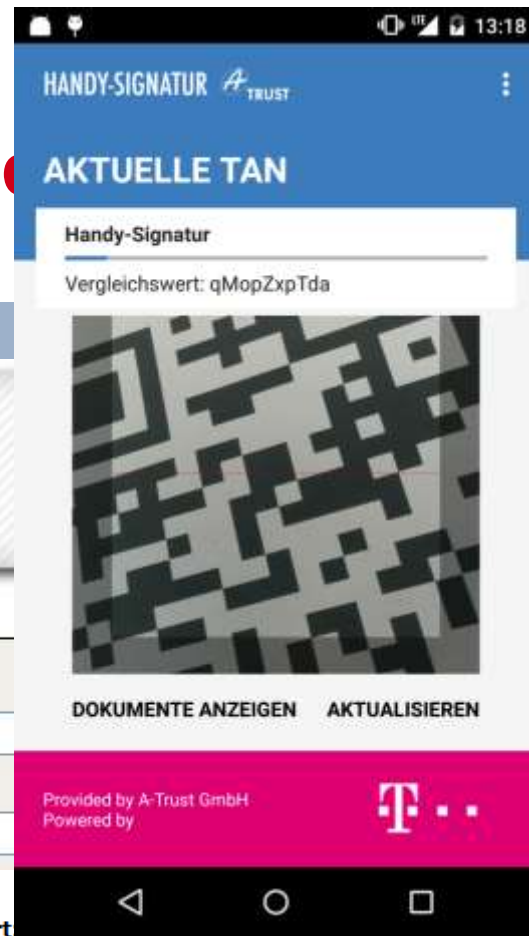 LTE 13:18
HANDY-SIGNATUR A TRUST
AKTUELLE TAN
Handy-Signatur
Vergleichswert: qMopZxpTda
DOKUMENTE ANZEIGEN AKTUALISIEREN
Provided by A-Trust GmbH
Powered by
T